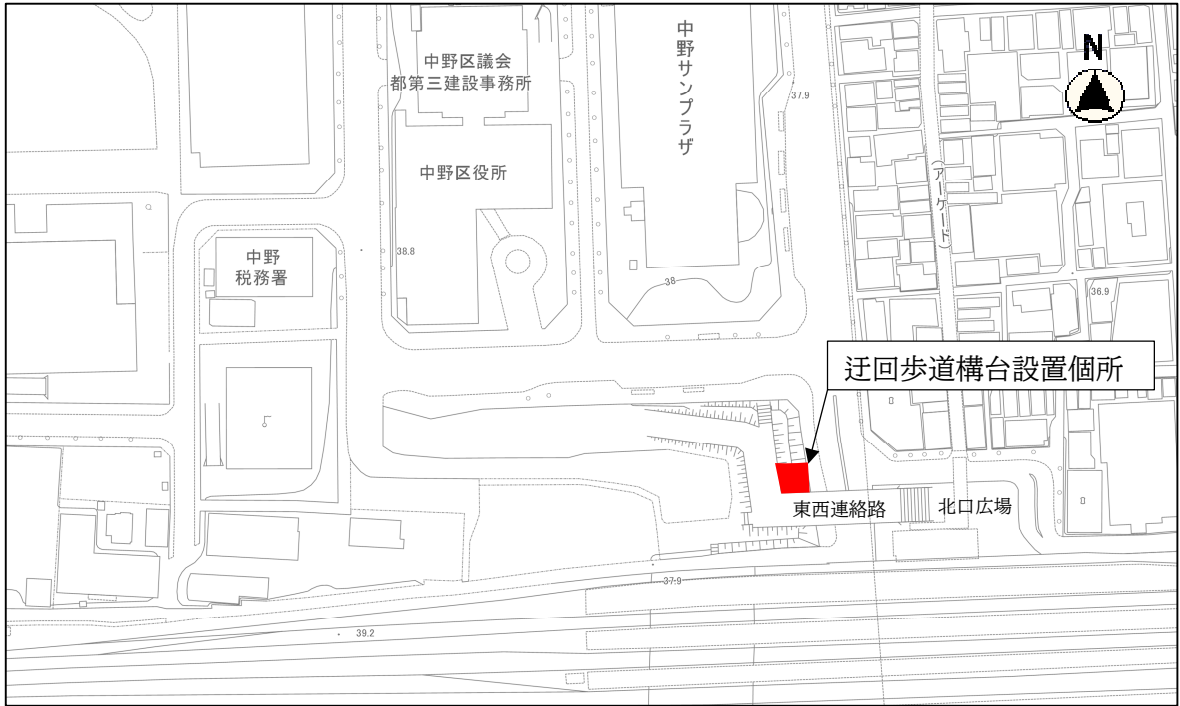 中野区議会
都第三建設事務所
中野サンプラザ
N
37.9
中野区役所
(アーケード)
38.8
中野
税務署
38
36.9
迂回歩道構台設置個所
東西連絡路
北口広場
37.9
39.2